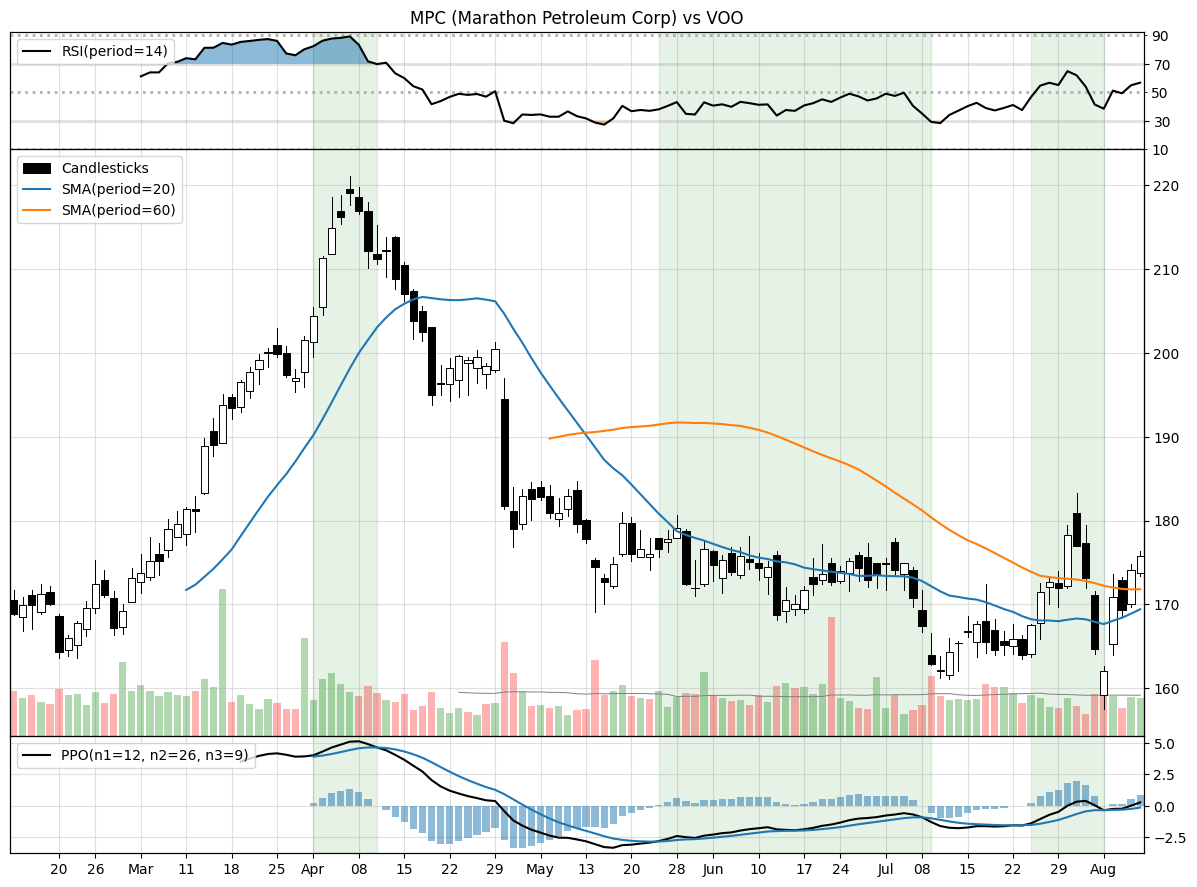 MPC (Marathon Petroleum Corp) vs VOO
RSI(period=14)
90
70
50
30
10
Candlesticks
SMA(period=20)
SMA(period=60)
220
210
200
190
180
170
160
PPO(n1=12, n2=26, n3=9)
5.0
2.5
0.0
−2.5
20 26 Mar 11 18 25 Apr 08 15 22 29 May 13 20 28 Jun 10 17 24 Jul 08 15 22 29 Aug